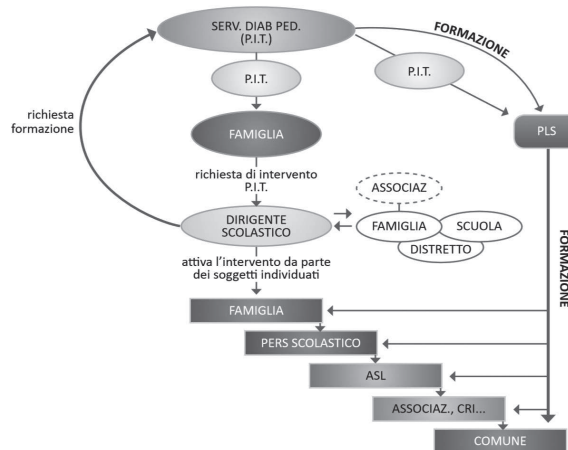 SERV. DIAB PED.
(P.I.T.)
FORMAZIONE
P.I.T.
P.I.T.
richiesta
formazione
FAMIGLIA
PLS
richiesta di intervento
P.I.T.
ASSOCIAZ
DIRIGENTE
SCOLASTICO
FAMIGLIA
SCUOLA
DISTRETTO
attiva l'intervento da parte
dei soggetti individuati
FORMAZIONE
FAMIGLIA
PERS SCOLASTICO
ASL
ASSOCIAZ., CRI...
COMUNE